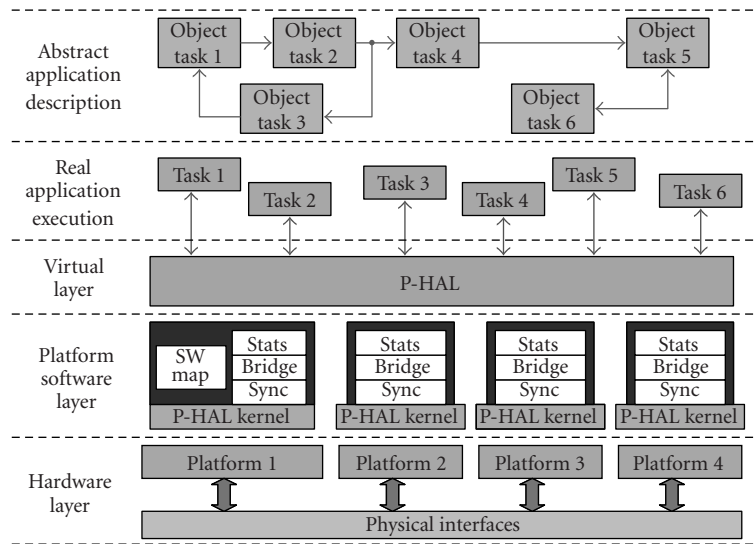 Abstract
application
description
Object
task 1
Object
task 2
Object
task 4
Object
task 5
Object
task 3
Object
task 6
Real
application
execution
Task 1
Task 2
Task 3
Task 4
Task 5
Task 6
Virtual
layer
P-HAL
Platform
software
layer
SW
map
Stats
Bridge
Sync
P-HAL kernel
Stats
Bridge
Sync
P-HAL kernel
Stats
Bridge
Sync
P-HAL kernel
Stats
Bridge
Sync
P-HAL kernel
Hardware
layer
Platform 1
Platform 2
Platform 3
Platform 4
Physical interfaces